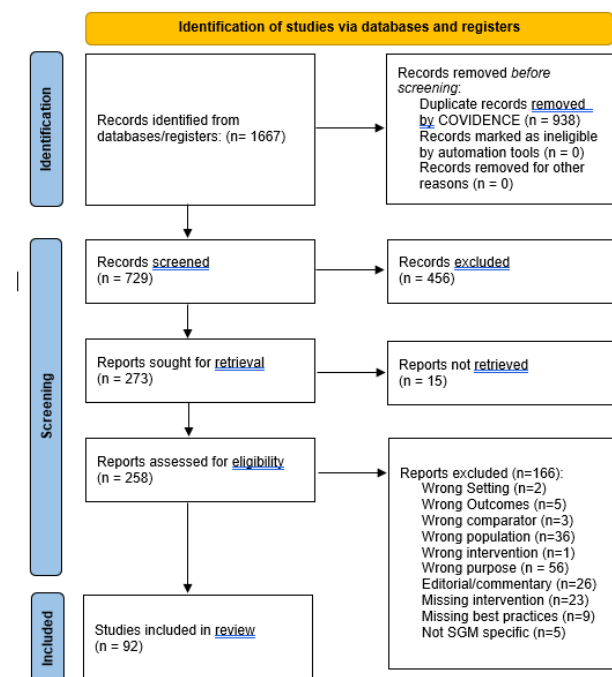 Identification of studies via databases and registers
Identification
Records identified from
databases/registers: (n= 1667)
Records removed before
screening:
Duplicate records removed
by COVIDENCE (n = 938)
Records marked as ineligible
by automation tools (n = 0)
Records removed for other
reasons (n = 0)
Screening
Records screened
(n = 729)
Records excluded
(n = 456)
Reports sought for retrieval
(n = 273)
Reports not retrieved
(n = 15)
Reports assessed for eligibility
(n = 258)
Reports excluded (n=166):
Wrong Setting (n=2)
Wrong Outcomes (n=5)
Wrong comparator (n=3)
Wrong population (n=36)
Wrong intervention (n=1)
Wrong purpose (n = 56)
Editorial/commentary (n=26)
Missing intervention (n=23)
Missing best practices (n=9)
Not SGM specific (n=5)
Included
Studies included in review
(n = 92)